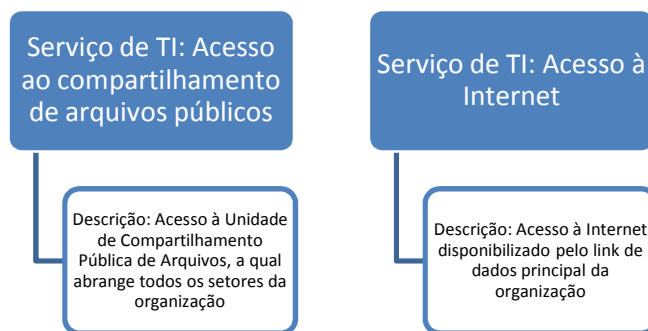 Serviço de TI: Acesso
ao compartilhamento
de arquivos públicos
Descrição: Acesso à Unidade
de Compartilhamento
Pública de Arquivos, a qual
abrange todos os setores da
organização
Serviço de TI: Acesso à
Internet
Descrição: Acesso à Internet
disponibilizado pelo link de
dados principal da
organização